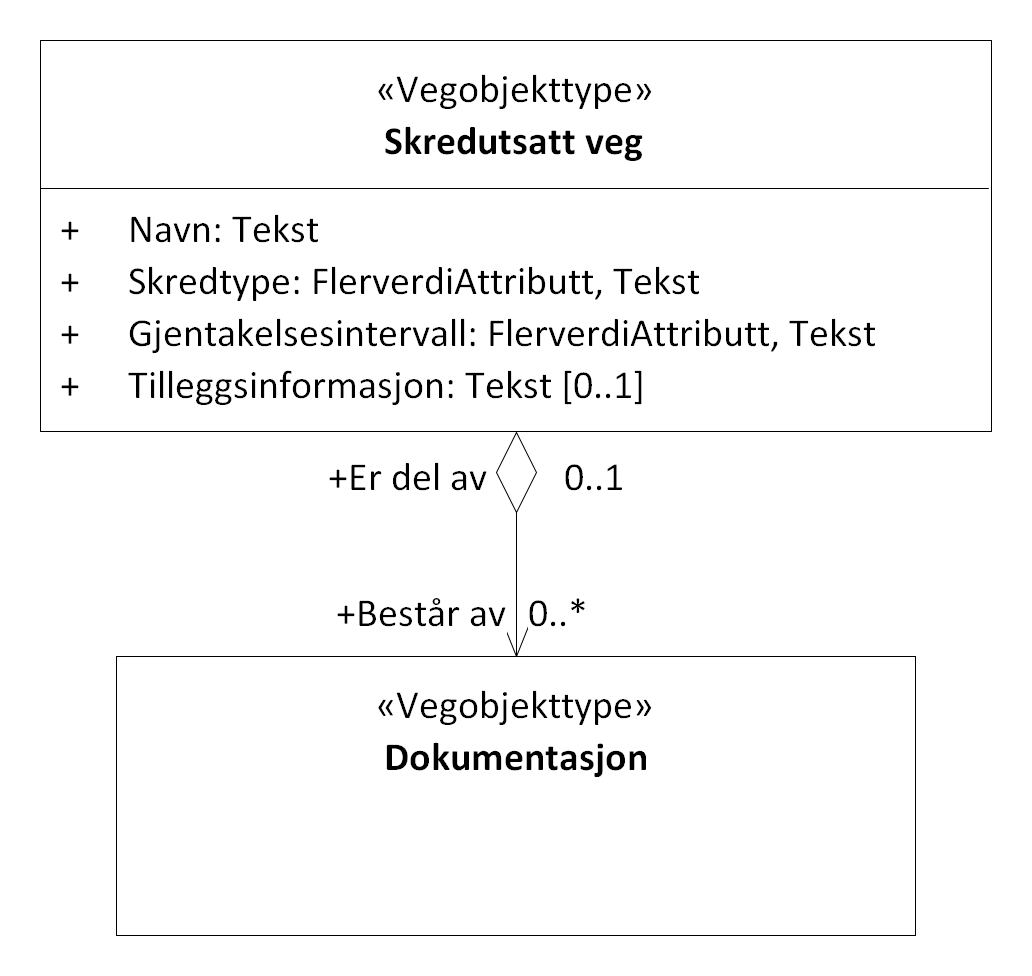 «Vegobjekttype»
Skredutsatt veg
+ Navn: Tekst
+ Skredtype: FlerverdiAttributt, Tekst
+ Gjentakelsesintervall: FlerverdiAttributt, Tekst
+ Tilleggsinformasjon: Tekst [0..1]
+Er del av 0..1
+Består av 0..*
«Vegobjekttype»
Dokumentasjon